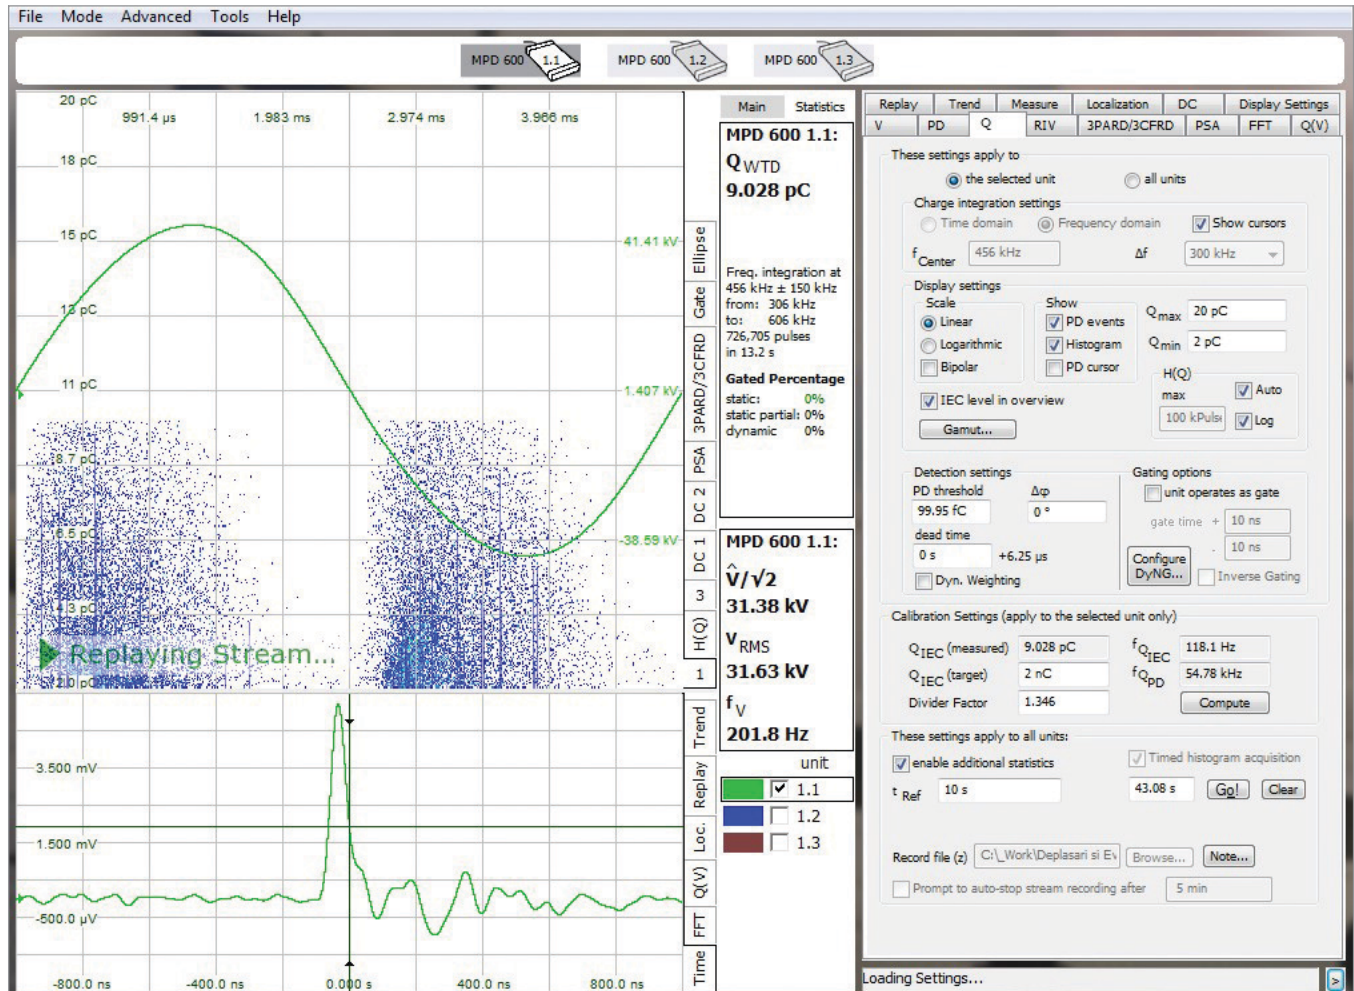 File Mode Advanced Tools Help
MPD 600 1.1 MPD 600 1.2 MPD 600 1.3
20 pC
991.4 µs 1.983 ms 2.974 ms 3.966 ms
18 pC
15 pC
41.41 kV
13 pC
11 pC
1.407 kV
8.7 pC
6.5 pC
-38.59 kV
4.3 pC
Replaying Stream...
2.0 pC
Ellipse
Gate
3PARD/3CFRD
PSA
DC 2
DC 1
3
H(Q)
1
3.500 mV
1.500 mV
-500.0 µV
-800.0 ns -400.0 ns 0.000 s 400.0 ns 800.0 ns
Trend
Replay
Loc.
Q(V)
FFT
Time
Main Statistics
MPD 600 1.1:
Q WTD
9.028 pC
Freq. integration at
456 kHz ± 150 kHz
from: 306 kHz
to: 606 kHz
726,705 pulses
in 13.2 s
Gated Percentage
static: 0%
static partial: 0%
dynamic 0%
MPD 600 1.1:
V̂/√2
31.38 kV
V RMS
31.63 kV
f V
201.8 Hz
unit
1.1
1.2
1.3
Replay Trend Measure Localization DC Display Settings
V PD Q RIV 3PARD/3CFRD PSA FFT Q(V)
These settings apply to
the selected unit all units
Charge integration settings
Time domain Frequency domain Show cursors
f Center 456 kHz Δf 300 kHz
Display settings
Scale Show
Linear PD events Qmax 20 pC
Logarithmic Histogram Qmin 2 pC
Bipolar PD cursor
H(Q)
max Auto
100 kPulse Log
IEC level in overview
Gamut...
Detection settings
PD threshold Δφ
99.95 fC 0 °
dead time
0 s +6.25 µs
Dyn. Weighting
Gating options
unit operates as gate
gate time + 10 ns
- 10 ns
Configure
DyNG...
Inverse Gating
Calibration Settings (apply to the selected unit only)
QIEC (measured) 9.028 pC fQIEC 118.1 Hz
QIEC (target) 2 nC fQPD 54.78 kHz
Divider Factor 1.346 Compute
These settings apply to all units:
enable additional statistics Timed histogram acquisition
t Ref 10 s 43.08 s Go! Clear
Record file (z) C:\_Work\Deplasari si Ev Browse... Note...
Prompt to auto-stop stream recording after 5 min
Loading Settings... >